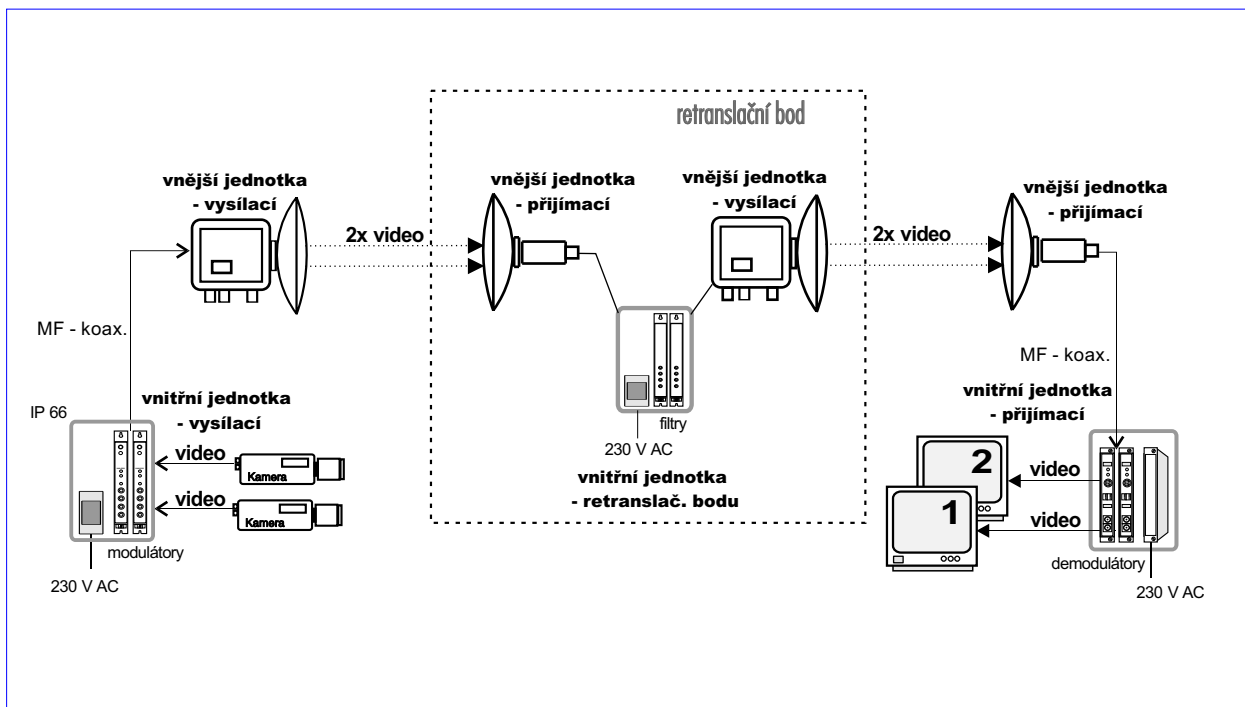 retranslační bod
vnější jednotka
- vysílací
vnější jednotka
- přijímací
vnější jednotka
- vysílací
vnější jednotka
- přijímací
2x video
2x video
MF - koax.
MF - koax.
IP 66
vnitřní jednotka
- vysílací
video
Kamera
video
Kamera
modulátory
230 V AC
filtry
230 V AC
vnitřní jednotka
- retranslač. bodu
vnitřní jednotka
- přijímací
2
video
1
video
demodulátory
230 V AC